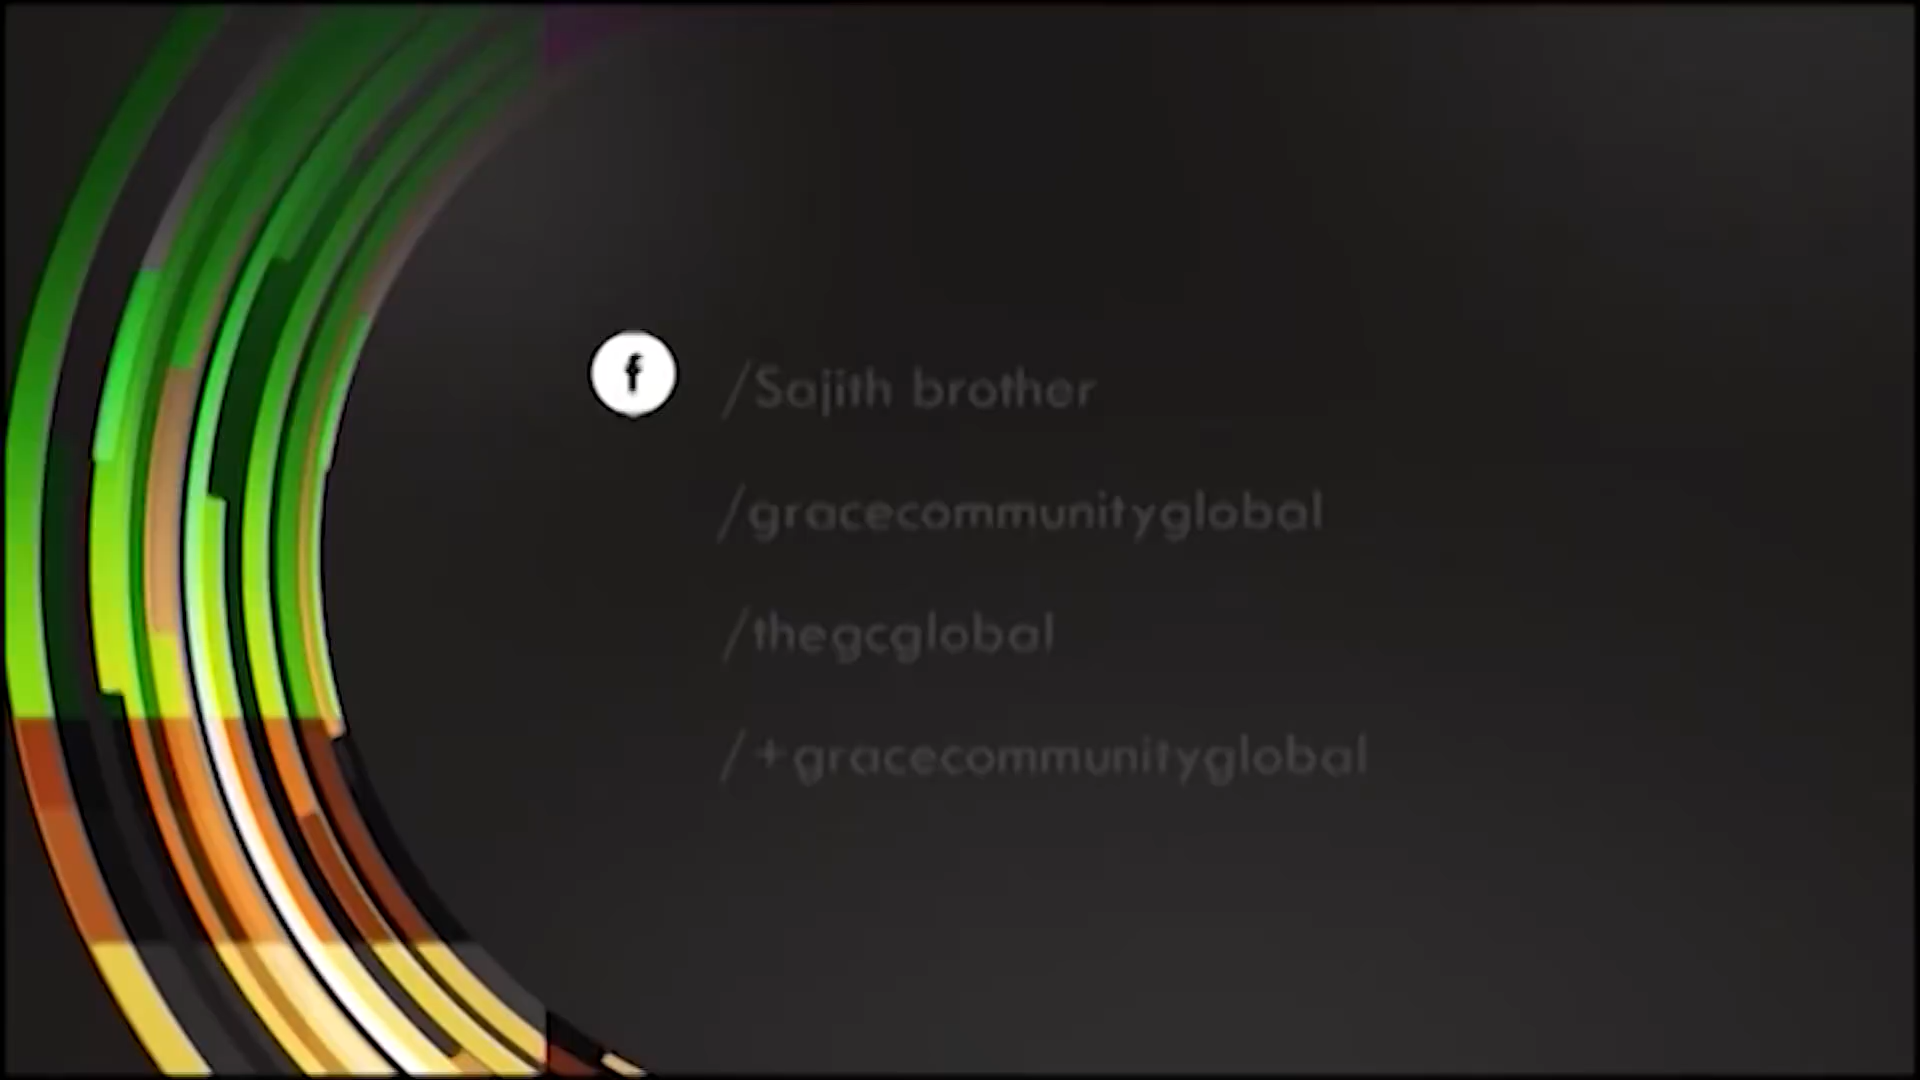 f
/Sajith brother
/gracecommunityglobal
/thegcglobal
/+gracecommunityglobal